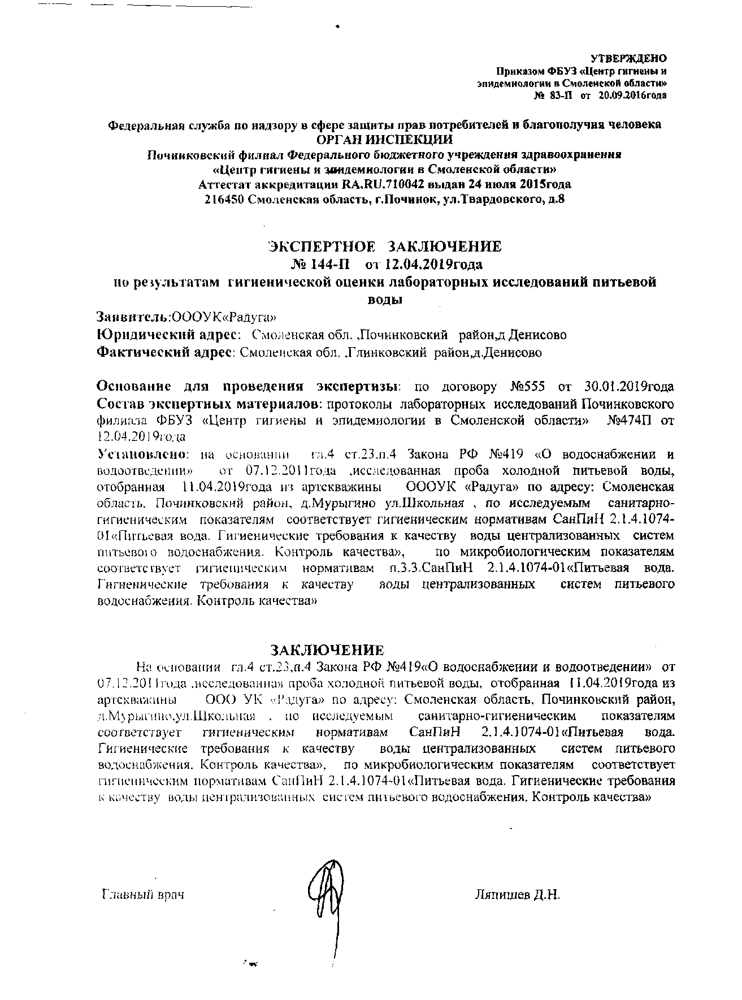 УТВЕРЖДЕНО
Приказом ФБУЗ «Центр гигиены и
эпидемиологии в Смоленской области»
№ 83-П от 20.09.2016года
Федеральная служба по надзору в сфере защиты прав потребителей и благополучия человека
ОРГАН ИНСПЕКЦИИ
Починковский филиал Федерального бюджетного учреждения здравоохранения
«Центр гигиены и эпидемиологии в Смоленской области»
Аттестат аккредитации RA.RU.710042 выдан 24 июля 2015года
216450 Смоленская область, г.Починок, ул.Твардовского, д.8
ЭКСПЕРТНОЕ ЗАКЛЮЧЕНИЕ
№ 144-П от 12.04.2019года
по результатам гигиенической оценки лабораторных исследований питьевой
воды
Заявитель:ОООУК«Радуга»
Юридический адрес: Смоленская обл. ,Починковский район,д Денисово
Фактический адрес: Смоленская обл. ,Глинковский район,д.Денисово
Основание для проведения экспертизы: по договору №555 от 30.01.2019года
Состав экспертных материалов: протоколы лабораторных исследований Починковского
филиала ФБУЗ «Центр гигиены и эпидемиологии в Смоленской области» №474П от
12.04.2019года
Установлено: на основании гл.4 ст.23.п.4 Закона РФ №419 «О водоснабжении и
водоотведении» от 07.12.2011года ,исследованная проба холодной питьевой воды,
отобранная 11.04.2019года из артскважины ОООУК «Радуга» по адресу: Смоленская
область, Починковский район, д.Мурыгино ул.Школьная , по исследуемым санитарно-
гигиеническим показателям соответствует гигиеническим нормативам СанПиН 2.1.4.1074-
01«Питьевая вода. Гигиенические требования к качеству воды централизованных систем
питьевого водоснабжения. Контроль качества», по микробиологическим показателям
соответствует гигиеническим нормативам п.3.3.СанПиН 2.1.4.1074-01«Питьевая вода.
Гигиенические требования к качеству воды централизованных систем питьевого
водоснабжения. Контроль качества»
ЗАКЛЮЧЕНИЕ
На основании гл.4 ст.23.п.4 Закона РФ №419«О водоснабжении и водоотведении» от
07.12.2011года ,исследованная проба холодной питьевой воды, отобранная 11.04.2019года из
артскважины ООО УК «Радуга» по адресу: Смоленская область, Починковский район,
д.Мурыгино,ул.Школьная , по исследуемым санитарно-гигиеническим показателям
соответствует гигиеническим нормативам СанПиН 2.1.4.1074-01«Питьевая вода.
Гигиенические требования к качеству воды централизованных систем питьевого
водоснабжения. Контроль качества», по микробиологическим показателям соответствует
гигиеническим нормативам СанПиН 2.1.4.1074-01«Питьевая вода. Гигиенические требования
к качеству воды централизованных систем питьевого водоснабжения. Контроль качества»
Главный врач Ляпишев Д.Н.